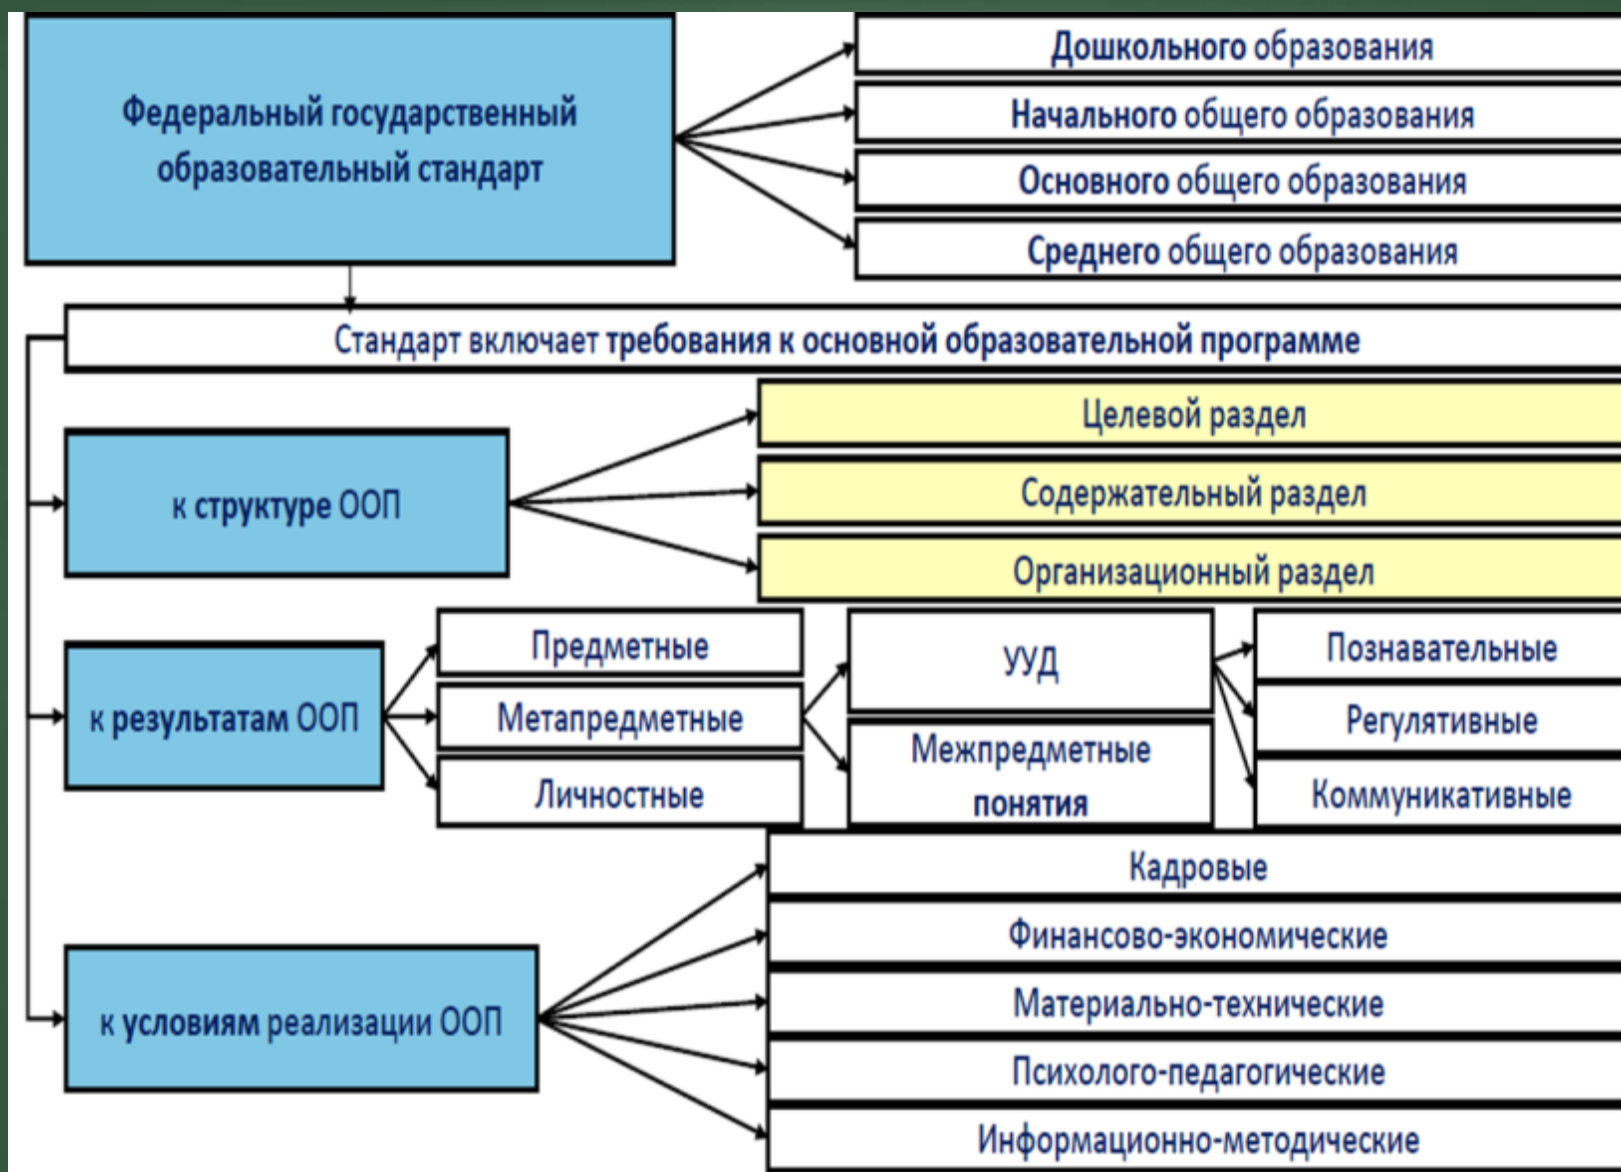 Федеральный государственный
образовательный стандарт
Дошкольного образования
Начального общего образования
Основного общего образования
Среднего общего образования
Стандарт включает требования к основной образовательной программе
к структуре ООП
Целевой раздел
Содержательный раздел
Организационный раздел
к результатам ООП
Предметные
Метапредметные
Личностные
УУД
Межпредметные
понятия
Познавательные
Регулятивные
Коммуникативные
к условиям реализации ООП
Кадровые
Финансово-экономические
Материально-технические
Психолого-педагогические
Информационно-методические